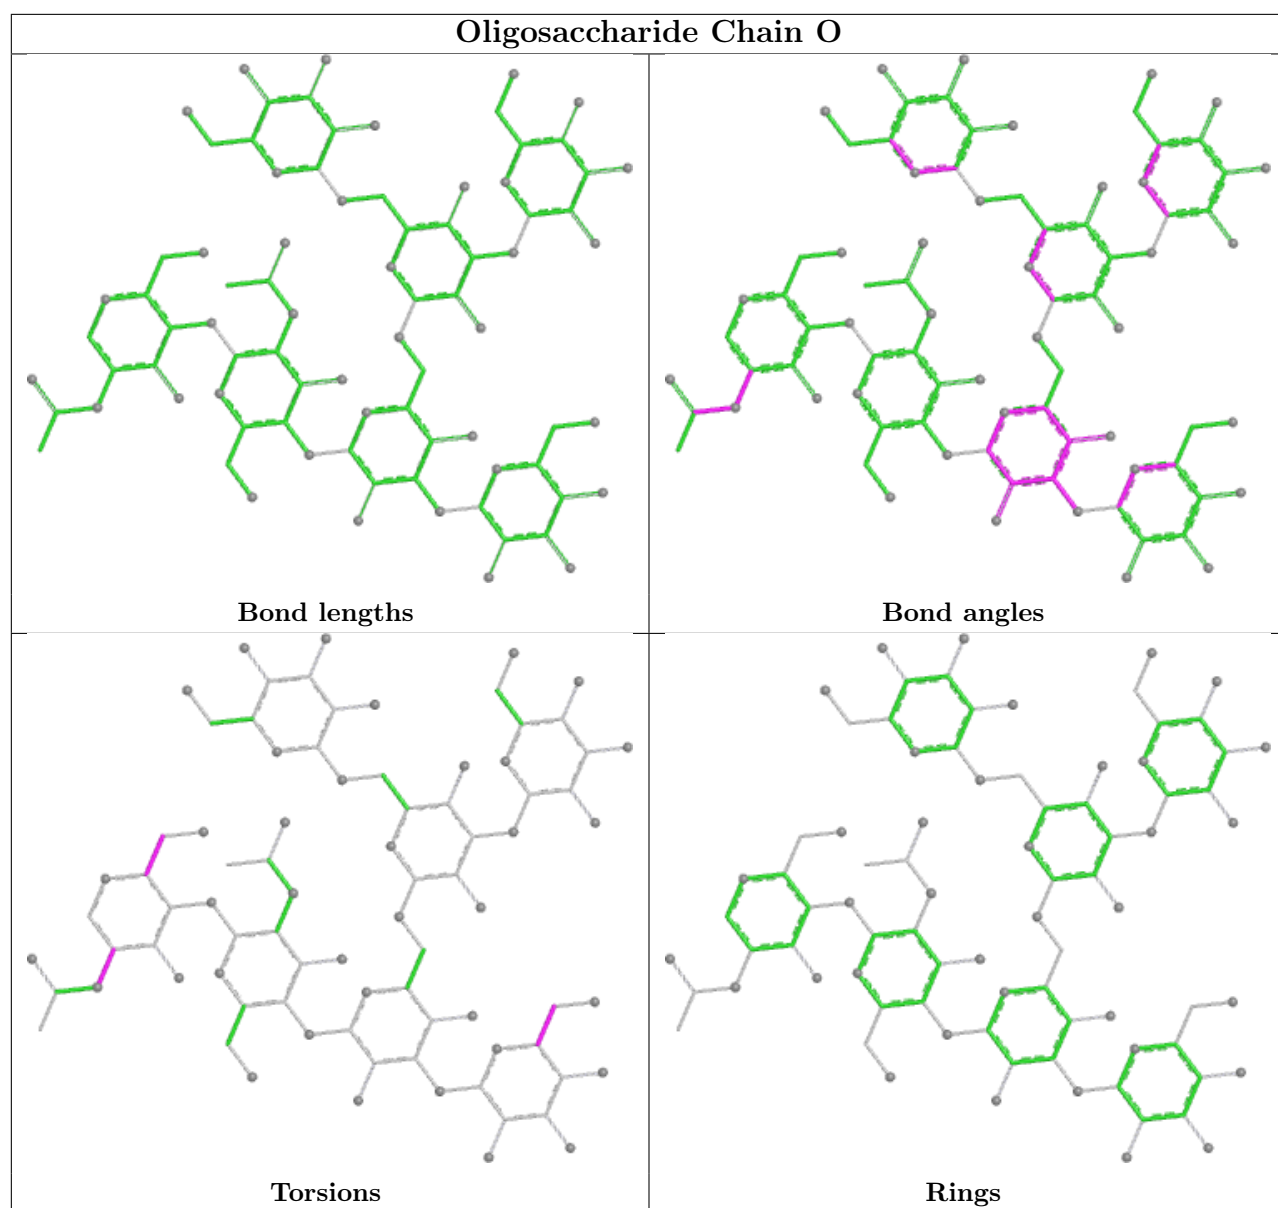 Oligosaccharide Chain O
Bond lengths
Bond angles
Torsions
Rings